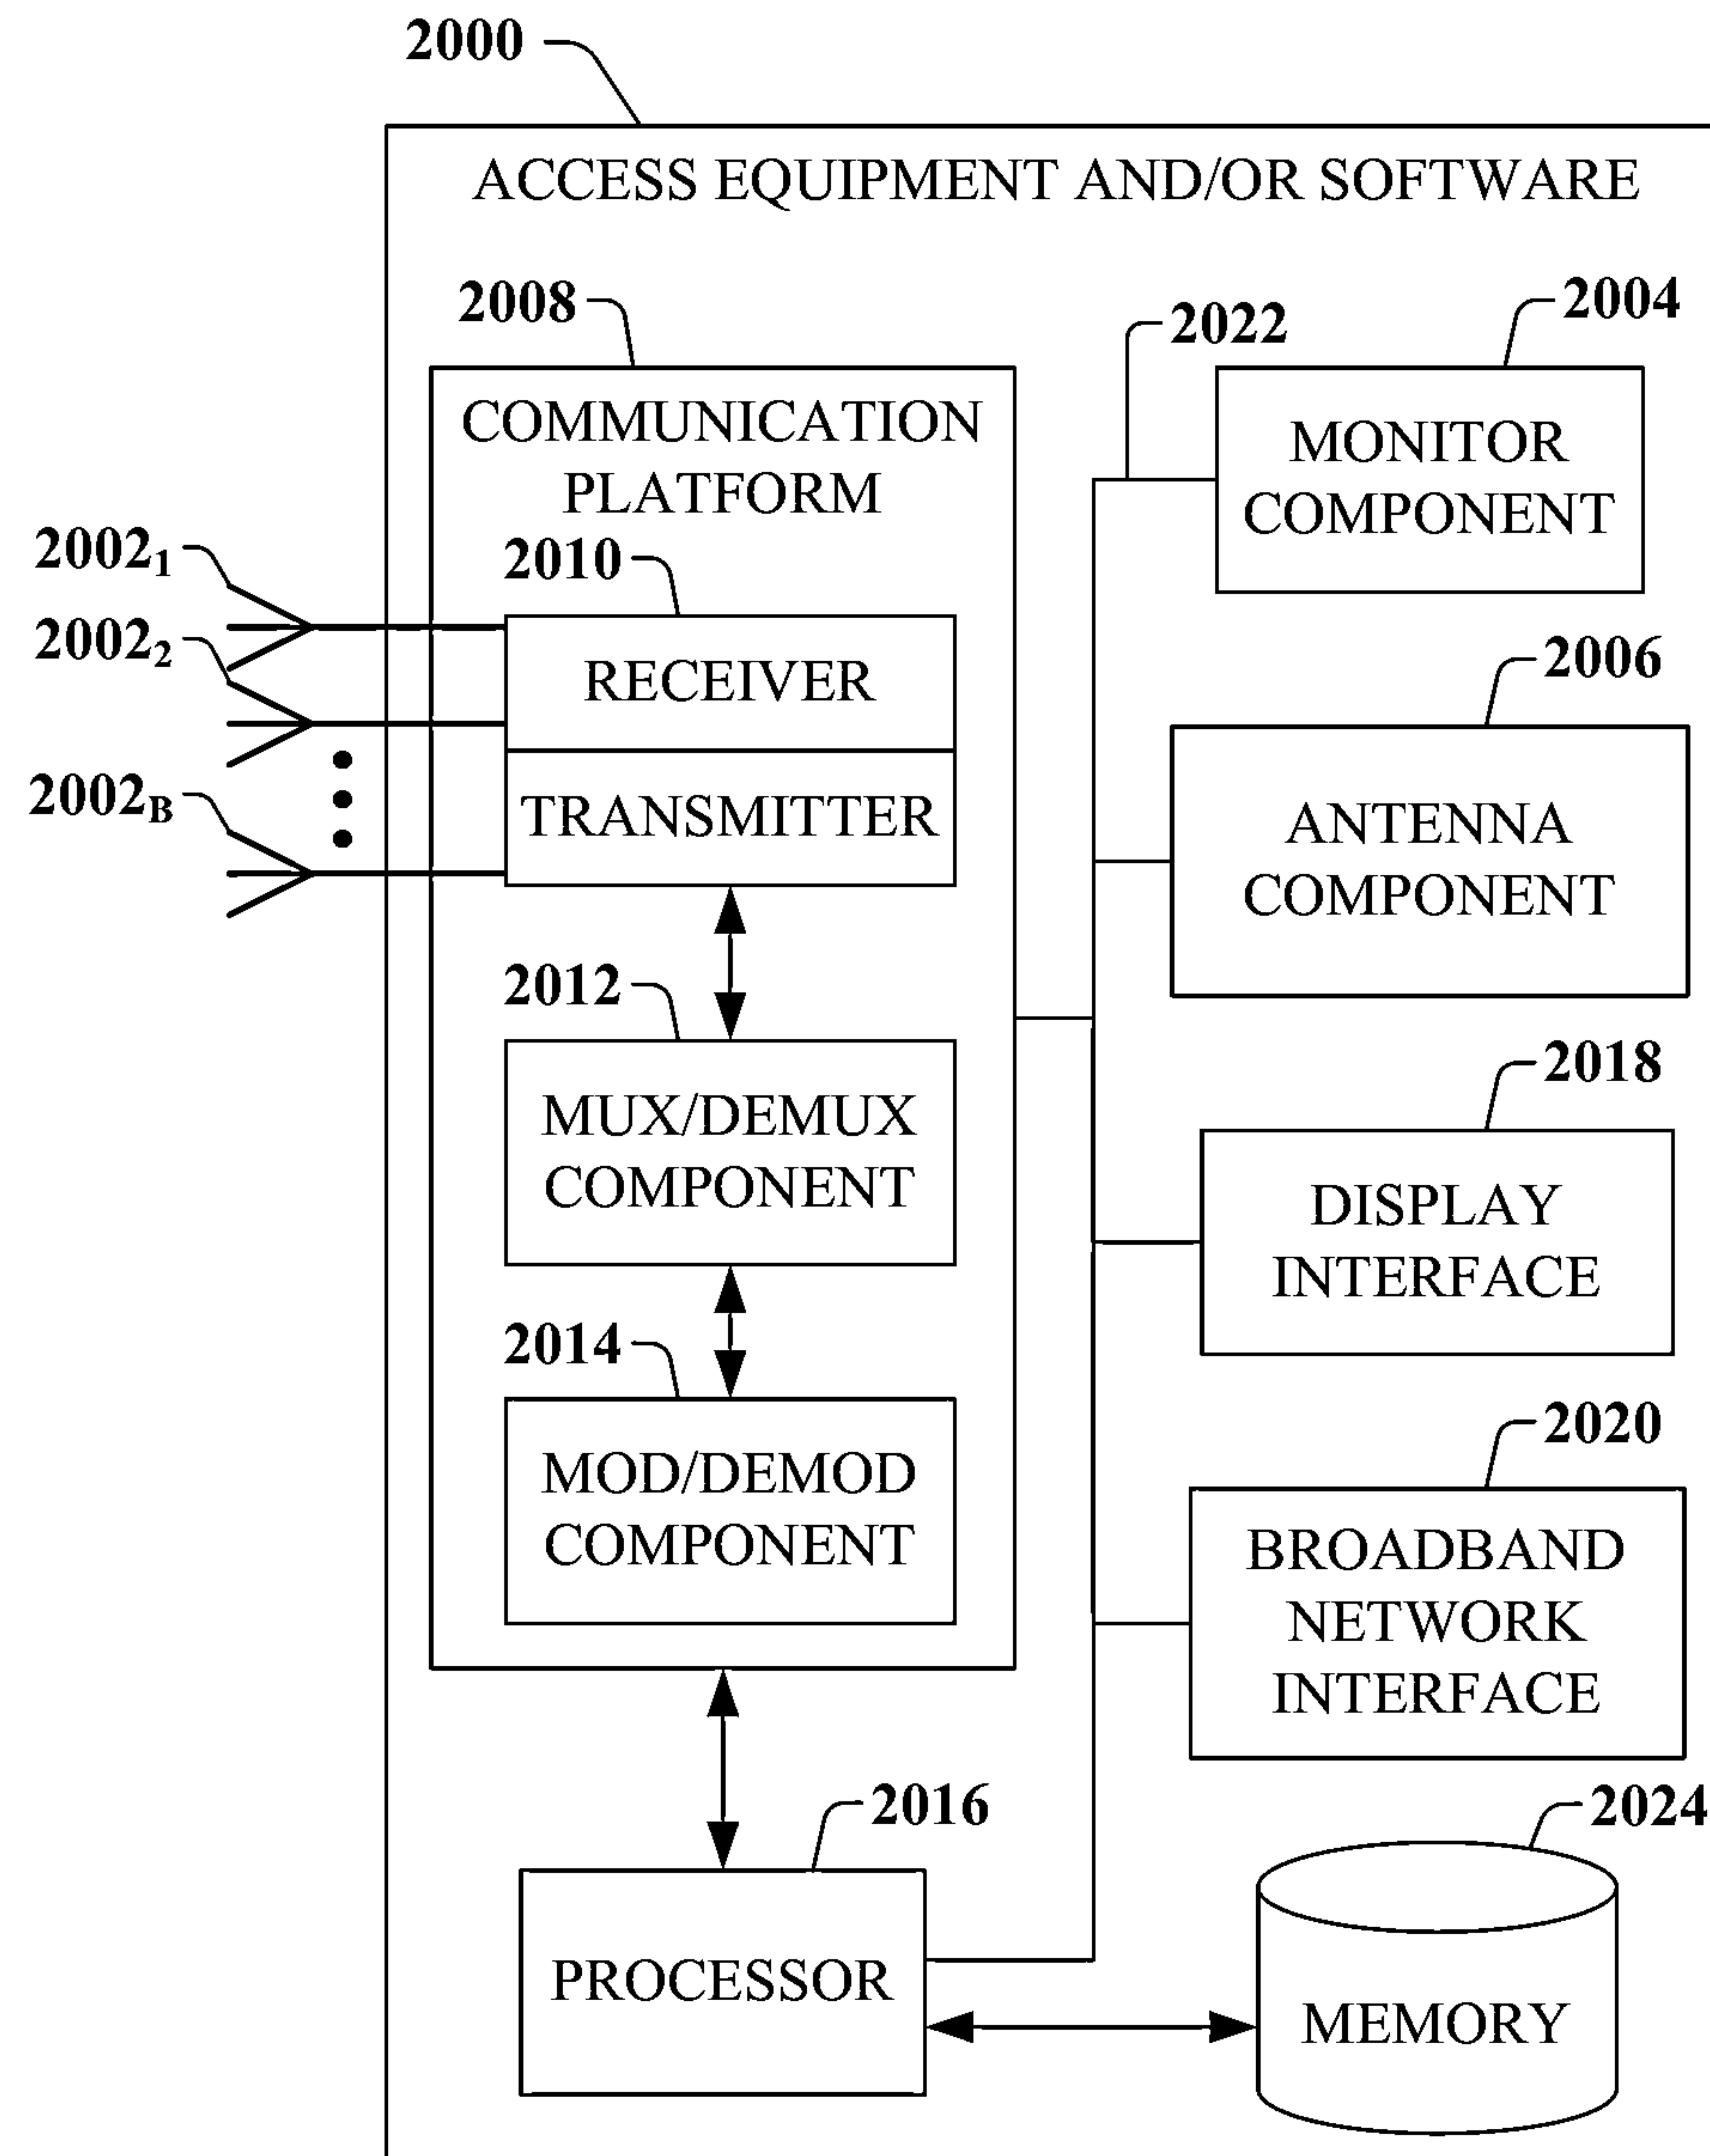 2000
ACCESS EQUIPMENT AND/OR SOFTWARE
2008
2022
2004
COMMUNICATION
PLATFORM
MONITOR
COMPONENT
2002₁
2010
2002₂
RECEIVER
2006
2002B
TRANSMITTER
ANTENNA
COMPONENT
2012
MUX/DEMUX
COMPONENT
2018
DISPLAY
INTERFACE
2014
MOD/DEMOD
COMPONENT
2020
BROADBAND
NETWORK
INTERFACE
2016
PROCESSOR
2024
MEMORY